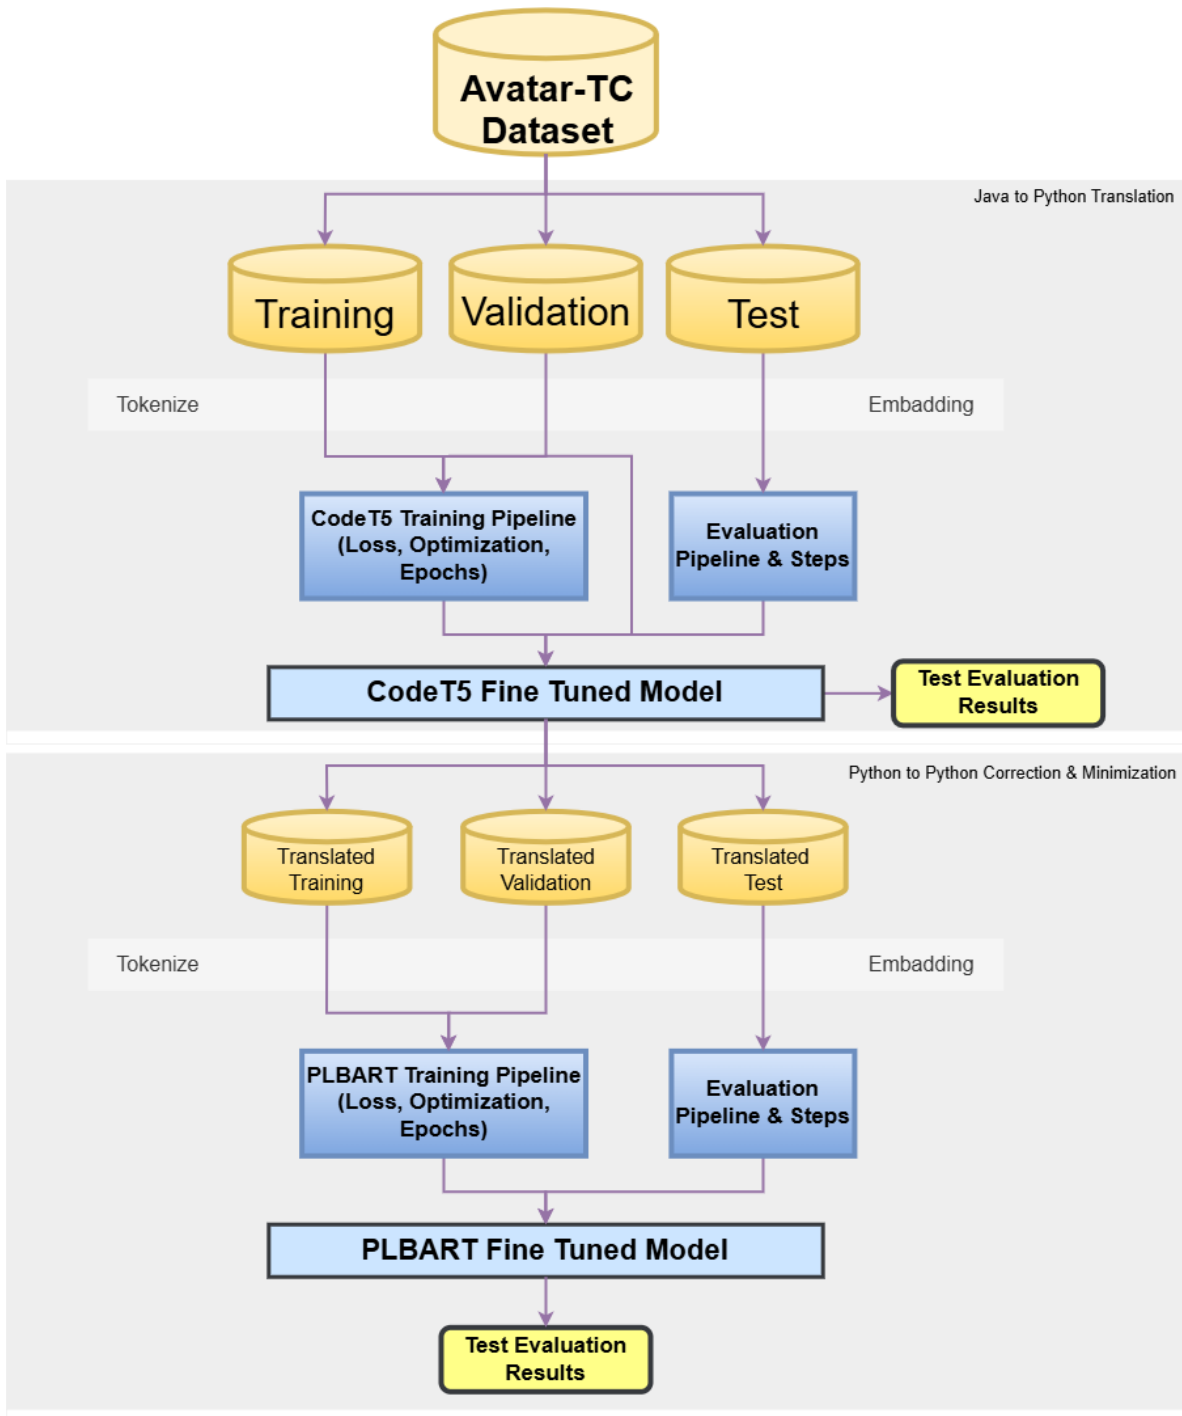 Avatar-TC
Dataset
Java to Python Translation
Training
Validation
Test
Tokenize
Embadding
CodeT5 Training Pipeline
(Loss, Optimization,
Epochs)
Evaluation
Pipeline & Steps
CodeT5 Fine Tuned Model
Test Evaluation
Results
Python to Python Correction & Minimization
Translated
Training
Translated
Validation
Translated
Test
Tokenize
Embadding
PLBART Training Pipeline
(Loss, Optimization,
Epochs)
Evaluation
Pipeline & Steps
PLBART Fine Tuned Model
Test Evaluation
Results